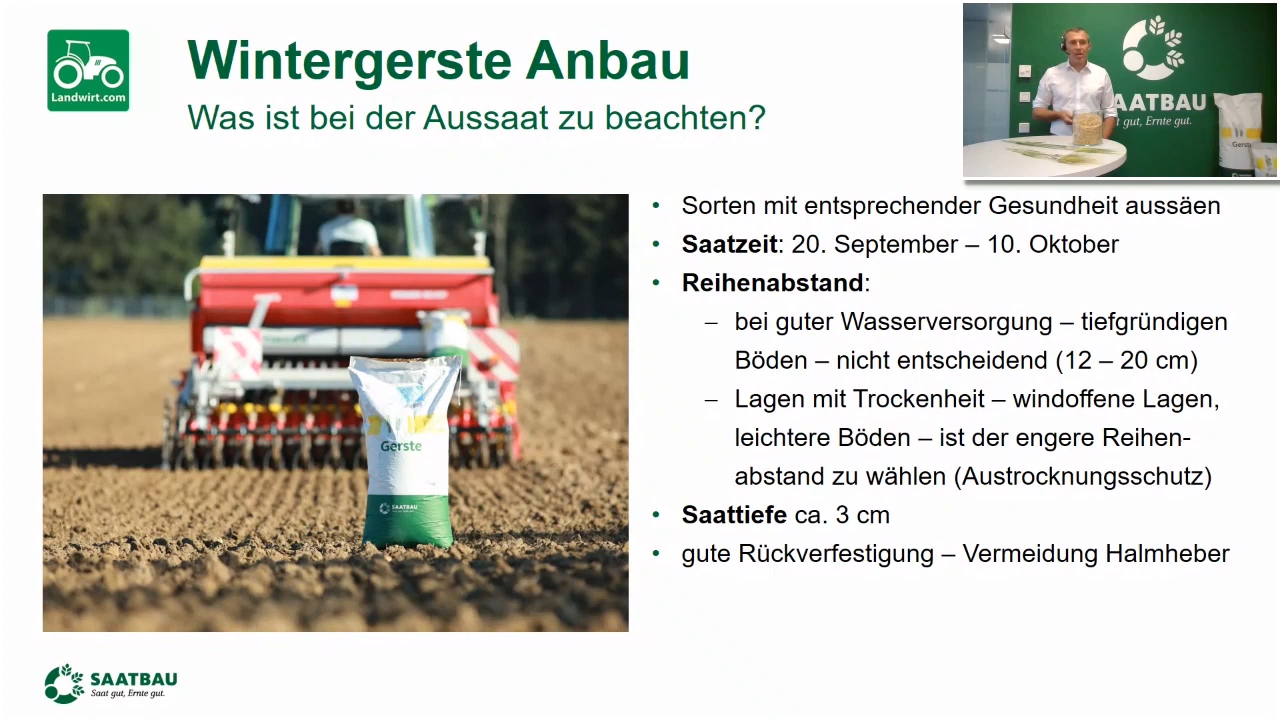 Landwirt.com
Wintergerste Anbau
Was ist bei der Aussaat zu beachten?
SAATBAU
t gut, Ernte gut.
Gerste
• Sorten mit entsprechender Gesundheit aussäen
• Saatzeit: 20. September – 10. Oktober
• Reihenabstand:
– bei guter Wasserversorgung – tiefgründigen
Böden – nicht entscheidend (12 – 20 cm)
– Lagen mit Trockenheit – windoffene Lagen,
leichtere Böden – ist der engere Reihen-
abstand zu wählen (Austrocknungsschutz)
• Saattiefe ca. 3 cm
• gute Rückverfestigung – Vermeidung Halmheber
Gerste
SAATBAU
SAATBAU
Saat gut, Ernte gut.